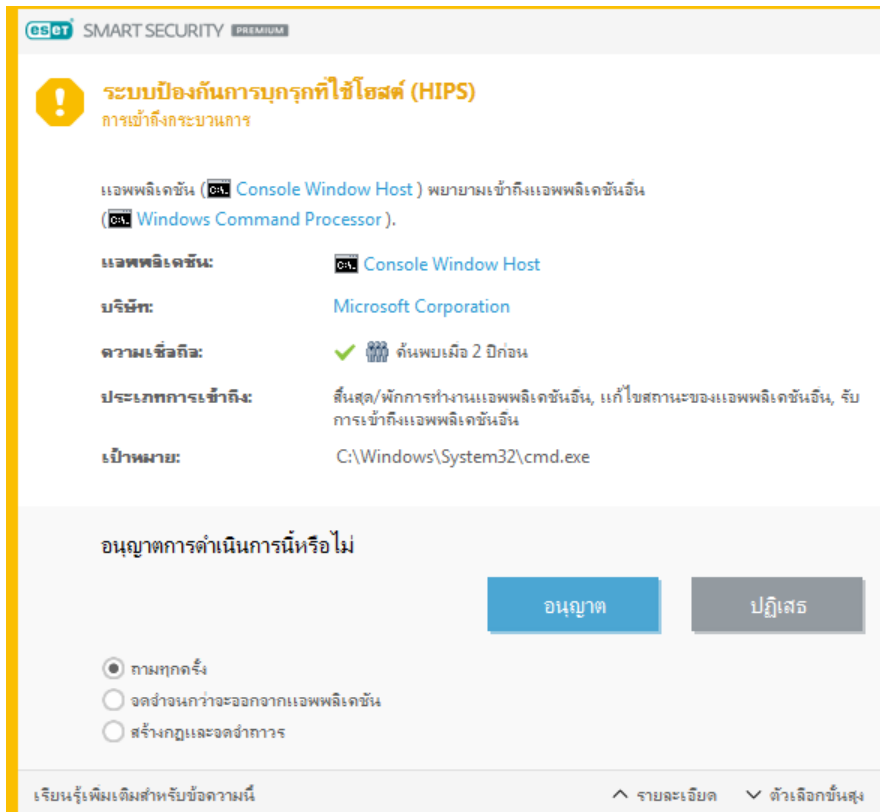 eset SMART SECURITY PREMIUM
ระบบป้องกันการบุกรุกที่ใช้โฮสต์ (HIPS)
การเข้าถึงกระบวนการ
แอพพลิเคชัน ( Console Window Host ) พยายามเข้าถึงแอพพลิเคชันอื่น
( Windows Command Processor ).
แอพพลิเคชัน: Console Window Host
บริษัท: Microsoft Corporation
ความเชื่อถือ: ค้นพบเมื่อ 2 ปีก่อน
ประเภทการเข้าถึง: สิ้นสุด/พักการทำงานแอพพลิเคชันอื่น, แก้ไขสถานะของแอพพลิเคชันอื่น, รับ
การเข้าถึงแอพพลิเคชันอื่น
เป้าหมาย: C:\Windows\System32\cmd.exe
อนุญาตการดำเนินการนี้หรือไม่
อนุญาต ปฏิเสธ
ถามทุกครั้ง
จดจำจนกว่าจะออกจากแอพพลิเคชัน
สร้างกฎและจดจำถาวร
เรียนรู้เพิ่มเติมสำหรับข้อความนี้ รายละเอียด ตัวเลือกขั้นสูง